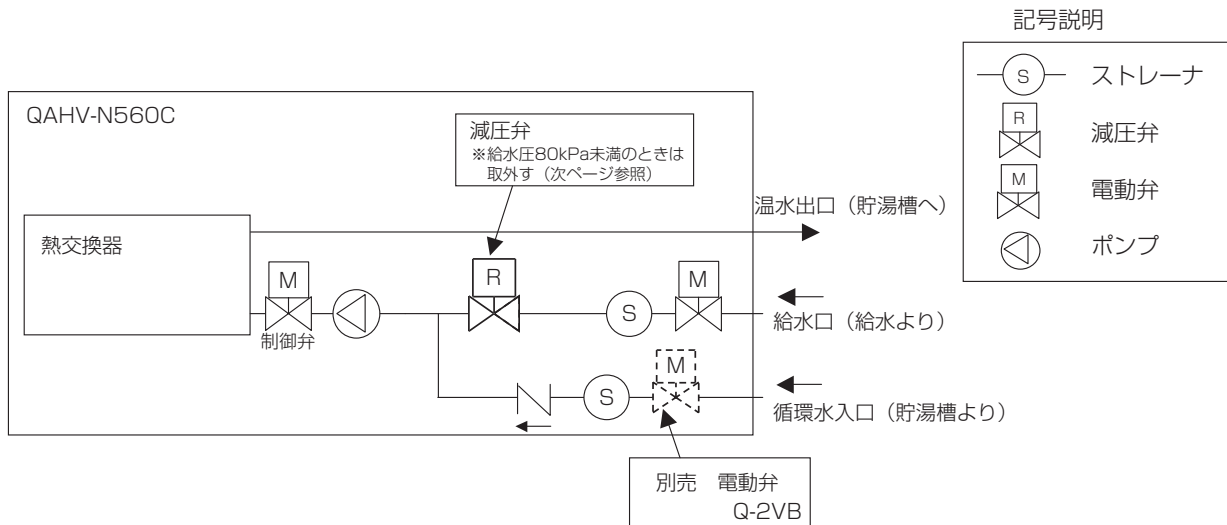 記号説明
S ストレーナ
R 減圧弁
M 電動弁
ポンプ
QAHV-N560C
減圧弁
※給水圧80kPa未満のときは
取外す（次ページ参照）
温水出口（貯湯槽へ）
熱交換器
M
R
M
S
制御弁
給水口（給水より）
M
S
循環水入口（貯湯槽より）
別売　電動弁
Q-2VB